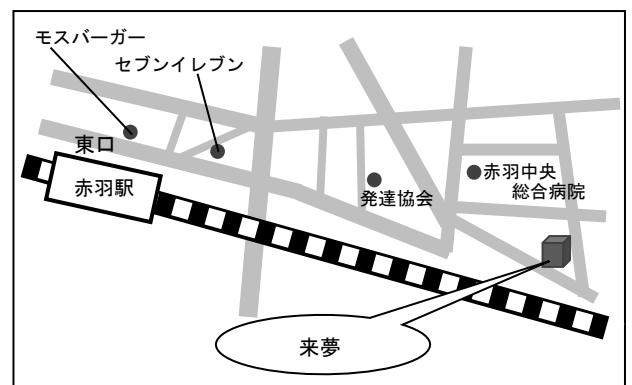 モスバーガー
セブンイレブン
東口
赤羽駅
発達協会
赤羽中央
総合病院
来夢